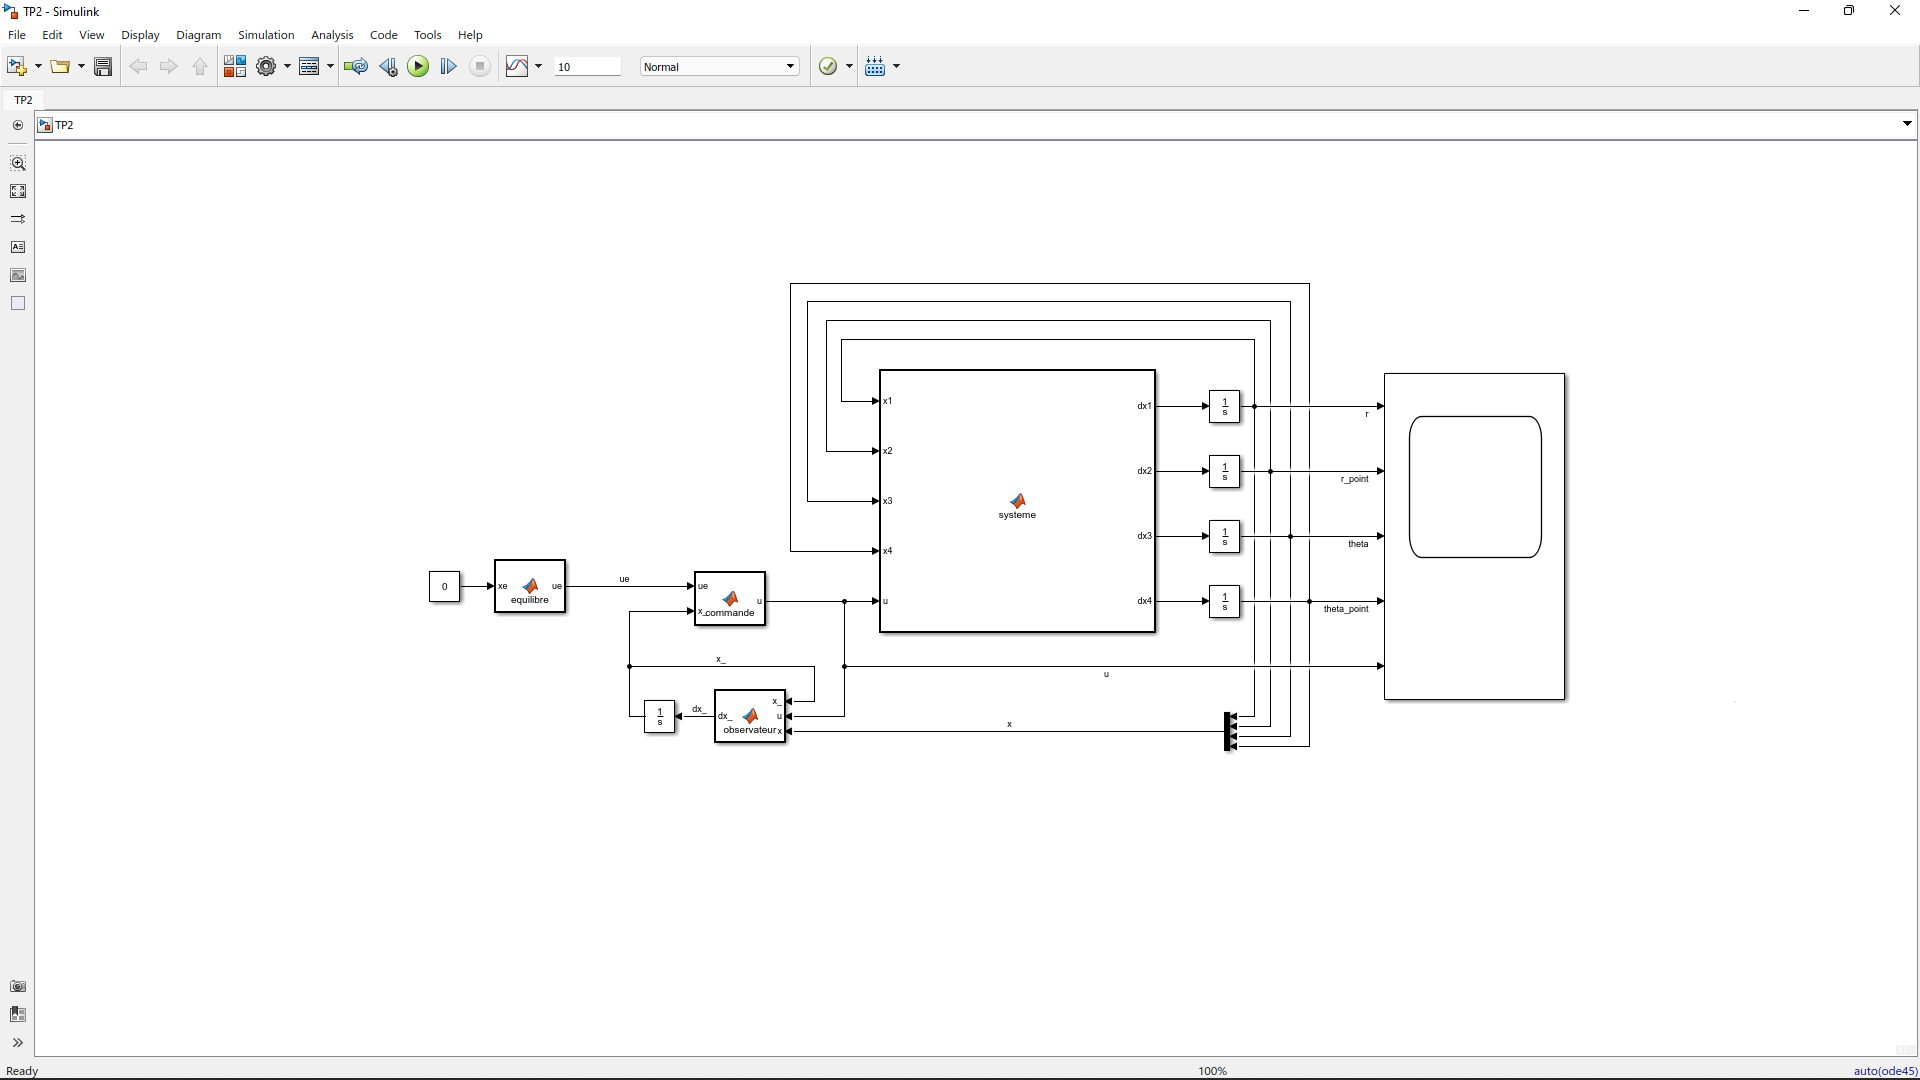 TP2 - Simulink
File Edit View Display Diagram Simulation Analysis Code Tools Help
10 Normal
TP2
TP2
x1
x2
x3
x4
u
systeme
dx1
dx2
dx3
dx4
1
s
1
s
1
s
1
s
r
r_point
theta
theta_point
u
0
xe
ue
equilibre
ue
ue
x_
u
commande
x_
1
s
dx_
dx_
x_
u
x
observateur
x
Ready 100% auto(ode45)